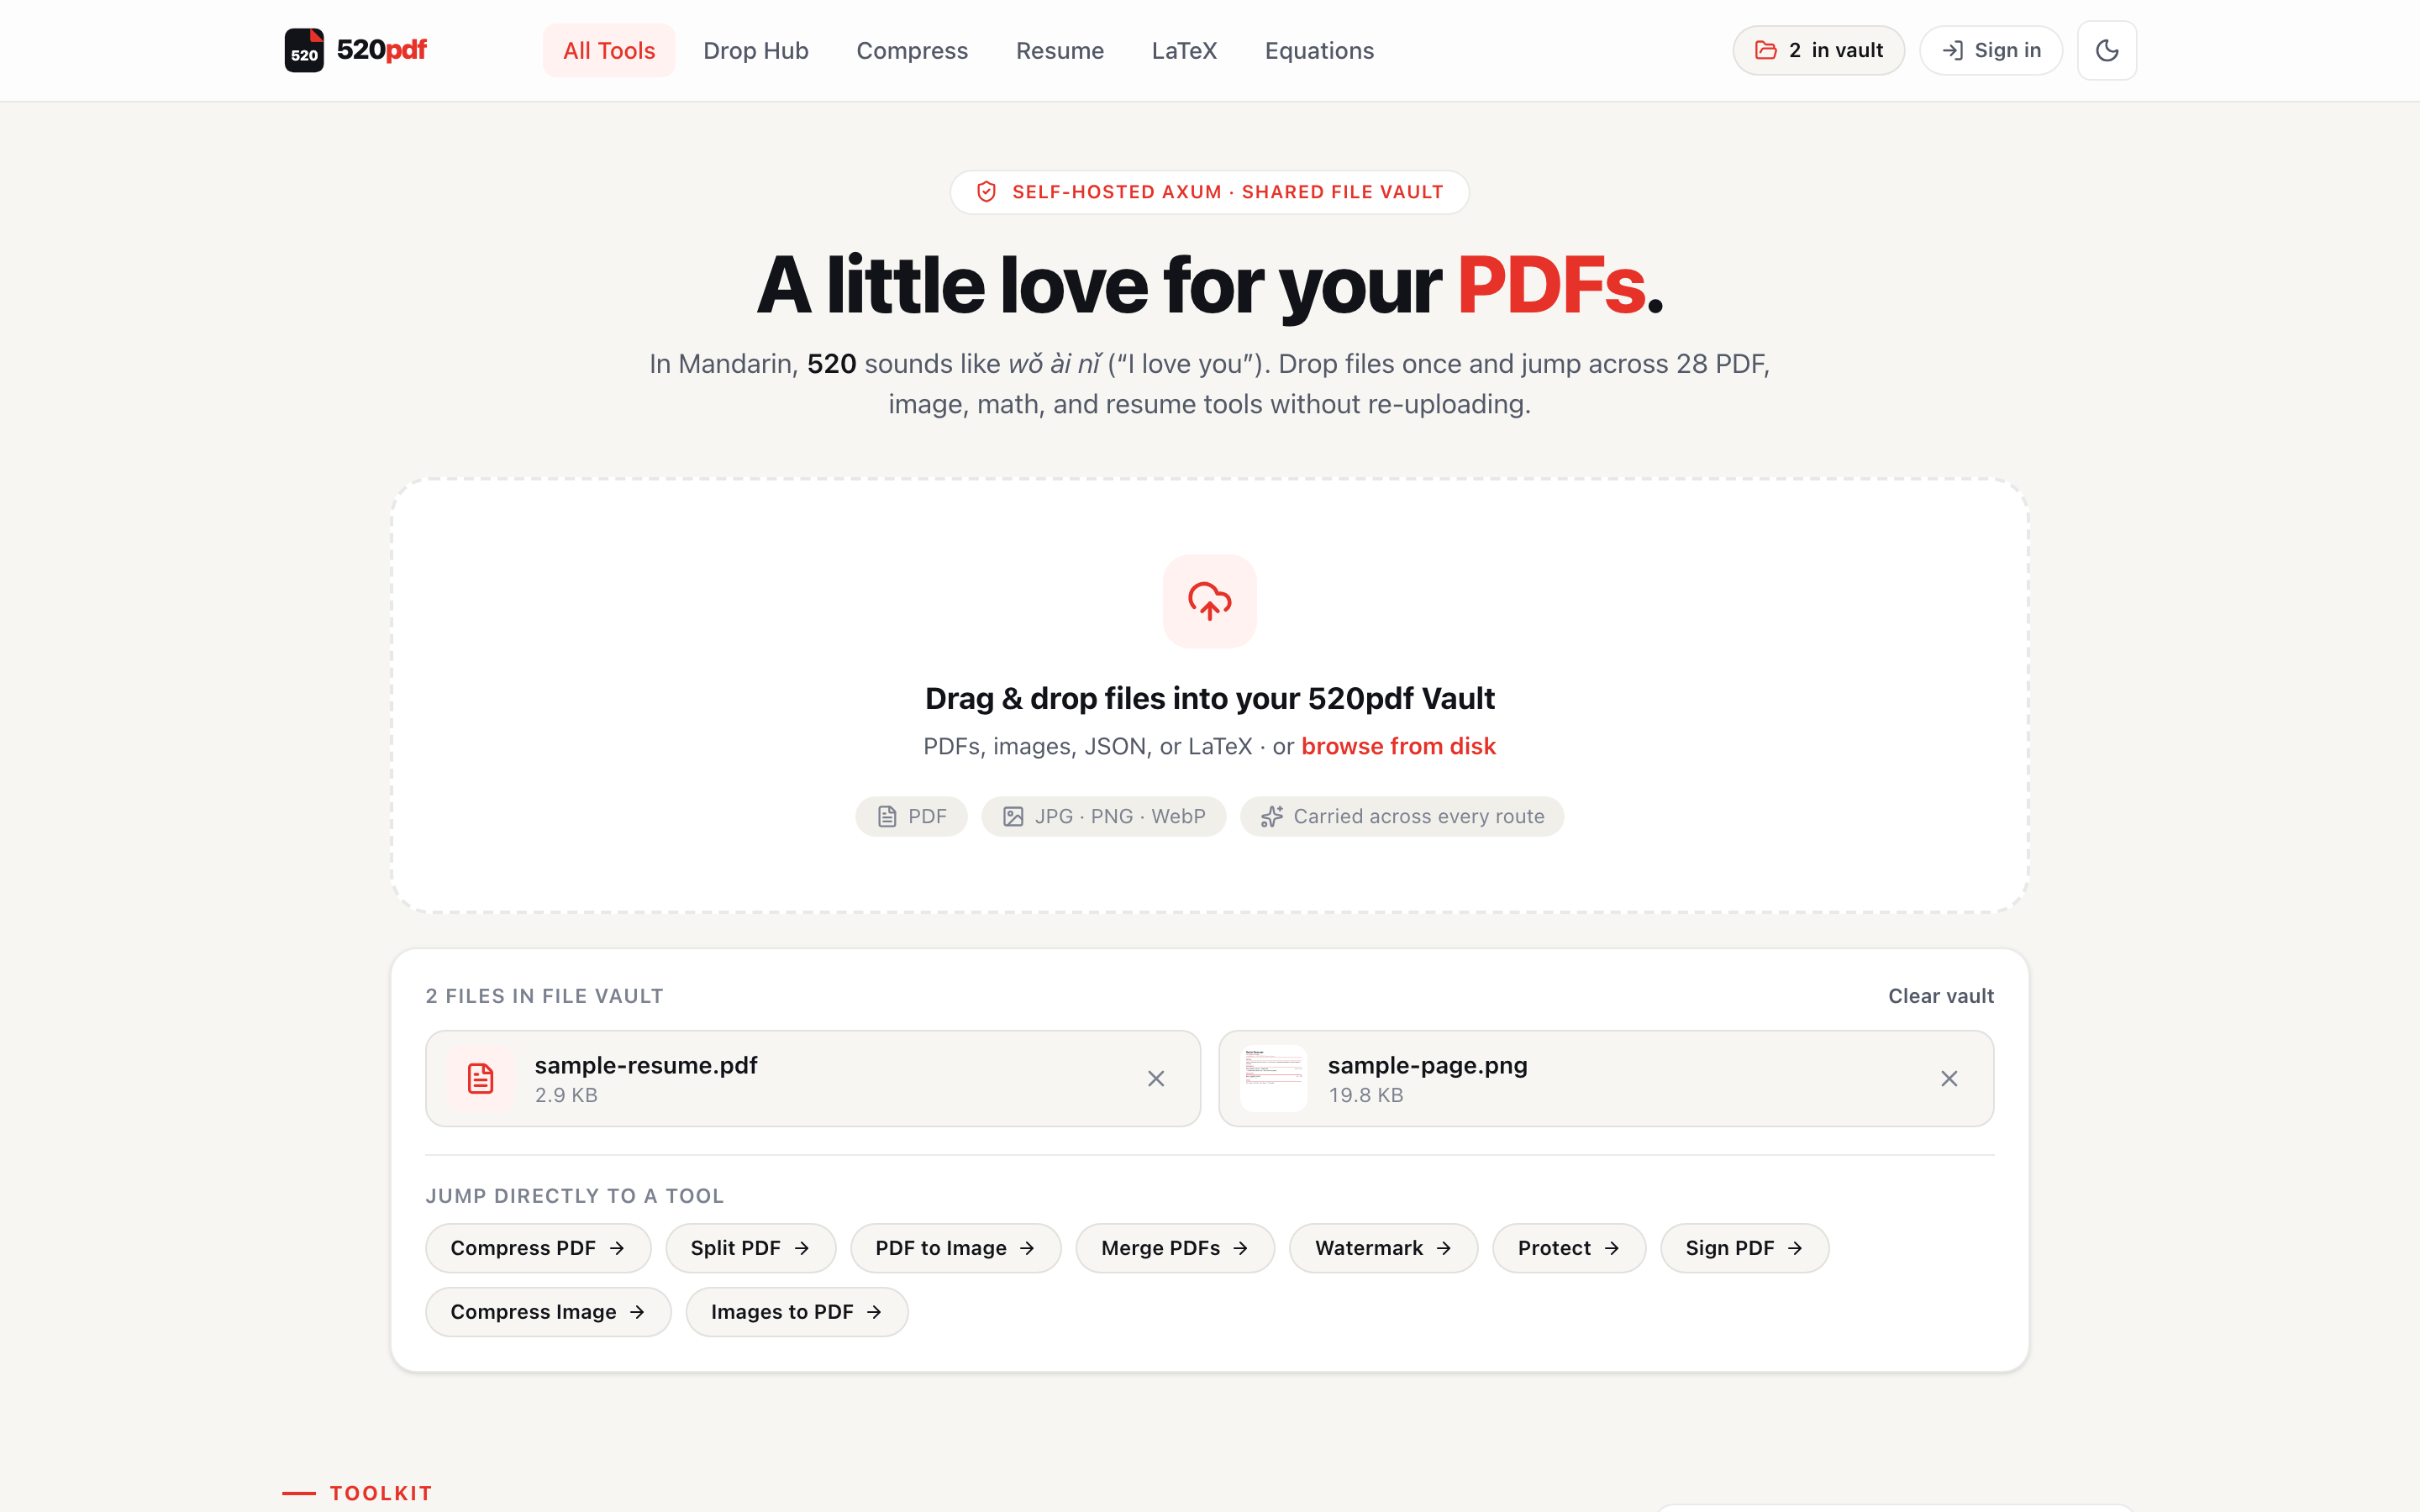 520 520pdf All Tools Drop Hub Compress Resume LaTeX Equations 2 in vault Sign in
SELF-HOSTED AXUM · SHARED FILE VAULT
A little love for your PDFs.
In Mandarin, 520 sounds like wǒ ài nǐ (“I love you”). Drop files once and jump across 28 PDF,
image, math, and resume tools without re-uploading.
Drag & drop files into your 520pdf Vault
PDFs, images, JSON, or LaTeX · or browse from disk
PDF JPG · PNG · WebP Carried across every route
2 FILES IN FILE VAULT Clear vault
sample-resume.pdf sample-page.png
2.9 KB 19.8 KB
JUMP DIRECTLY TO A TOOL
Compress PDF → Split PDF → PDF to Image → Merge PDFs → Watermark → Protect → Sign PDF →
Compress Image → Images to PDF →
TOOLKIT